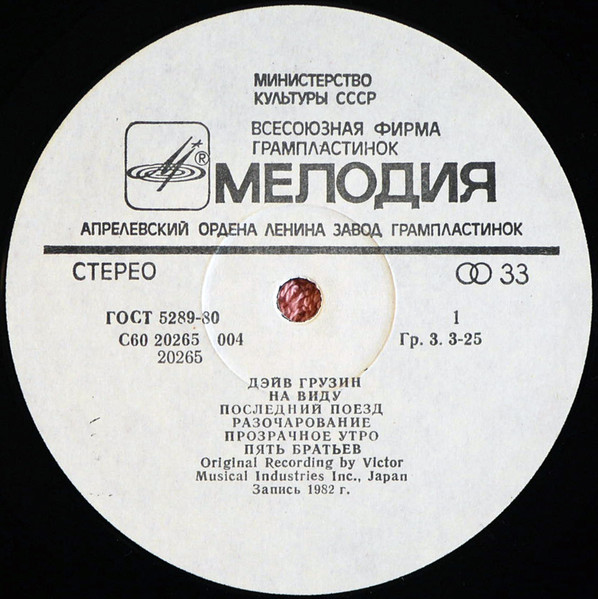 МИНИСТЕРСТВО
КУЛЬТУРЫ СССР
ВСЕСОЮЗНАЯ ФИРМА
ГРАМПЛАСТИНОК
® МЕЛОДИЯ
АПРЕЛЕВСКИЙ ОРДЕНА ЛЕНИНА ЗАВОД ГРАМПЛАСТИНОК
СТЕРЕО 33
ГОСТ 5289-80 1
С60 20265 004 Гр. 3. 3-25
20265
ДЭЙВ ГРУЗИН
НА ВИДУ
ПОСЛЕДНИЙ ПОЕЗД
РАЗОЧАРОВАНИЕ
ПРОЗРАЧНОЕ УТРО
ПЯТЬ БРАТЬЕВ
Original Recording by Victor
Musical Industries Inc., Japan
Запись 1982 г.